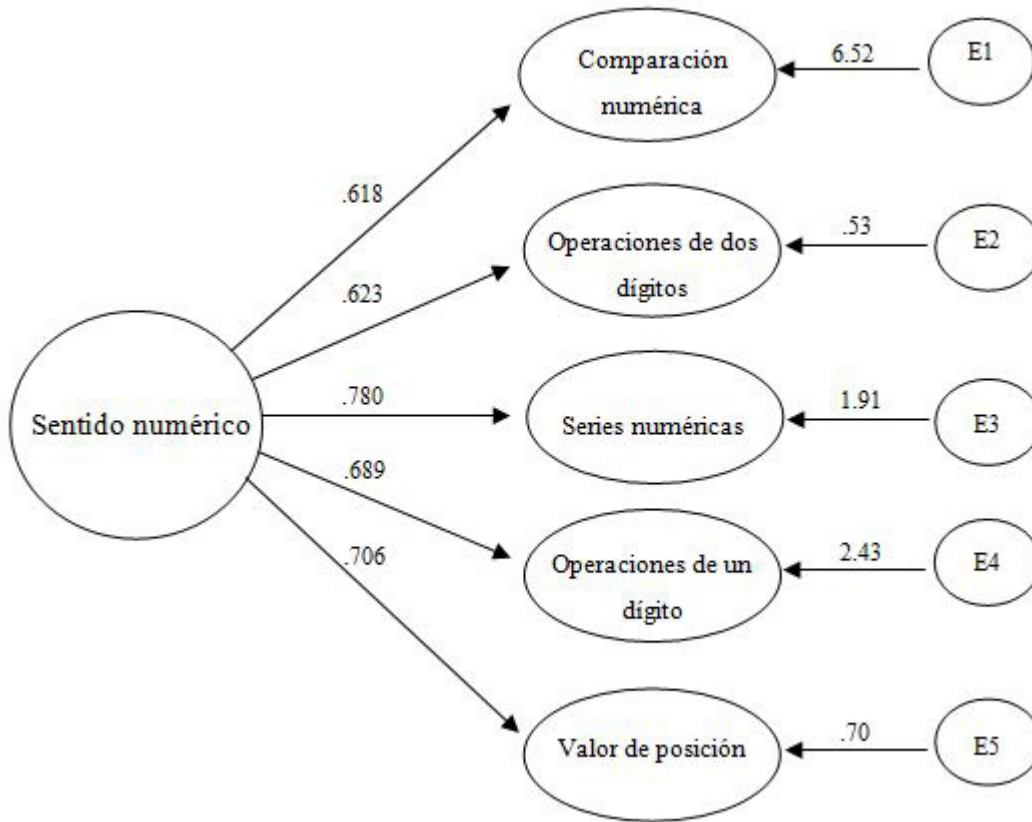 Comparación
numérica
6.52
E1
.618
Operaciones de dos
dígitos
.53
E2
.623
Sentido numérico
.780
Series numéricas
1.91
E3
.689
Operaciones de un
dígito
2.43
E4
.706
Valor de posición
.70
E5